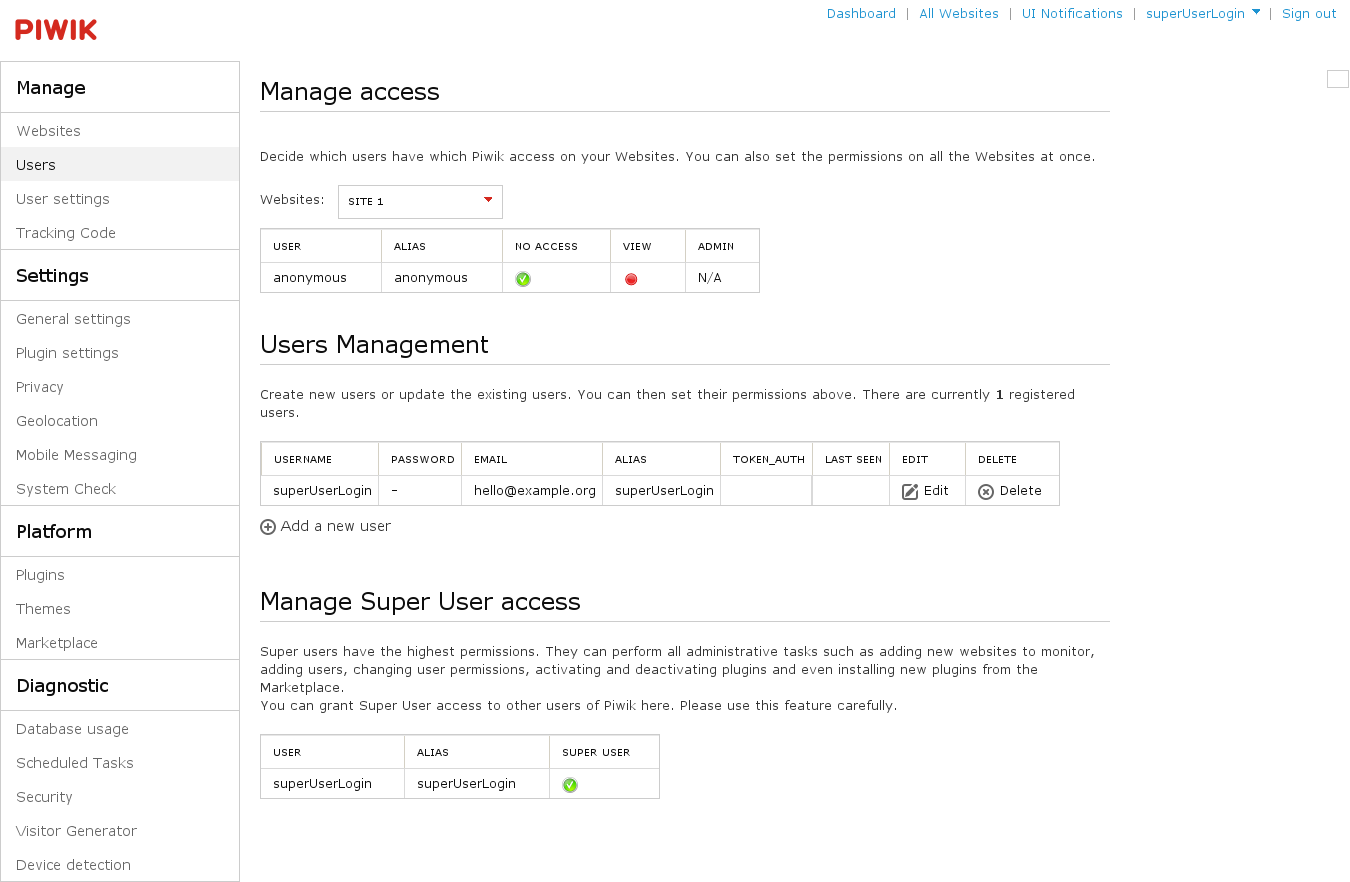 PIWIK
Dashboard | All Websites | UI Notifications | superUserLogin | Sign out
Manage
Websites
Users
User settings
Tracking Code
Settings
General settings
Plugin settings
Privacy
Geolocation
Mobile Messaging
System Check
Platform
Plugins
Themes
Marketplace
Diagnostic
Database usage
Scheduled Tasks
Security
Visitor Generator
Device detection
Manage access
Decide which users have which Piwik access on your Websites. You can also set the permissions on all the Websites at once.
Websites: SITE 1
USER ALIAS NO ACCESS VIEW ADMIN
anonymous anonymous N/A
Users Management
Create new users or update the existing users. You can then set their permissions above. There are currently 1 registered
users.
USERNAME PASSWORD EMAIL ALIAS TOKEN_AUTH LAST SEEN EDIT DELETE
superUserLogin - hello@example.org superUserLogin Edit Delete
Add a new user
Manage Super User access
Super users have the highest permissions. They can perform all administrative tasks such as adding new websites to monitor,
adding users, changing user permissions, activating and deactivating plugins and even installing new plugins from the
Marketplace.
You can grant Super User access to other users of Piwik here. Please use this feature carefully.
USER ALIAS SUPER USER
superUserLogin superUserLogin